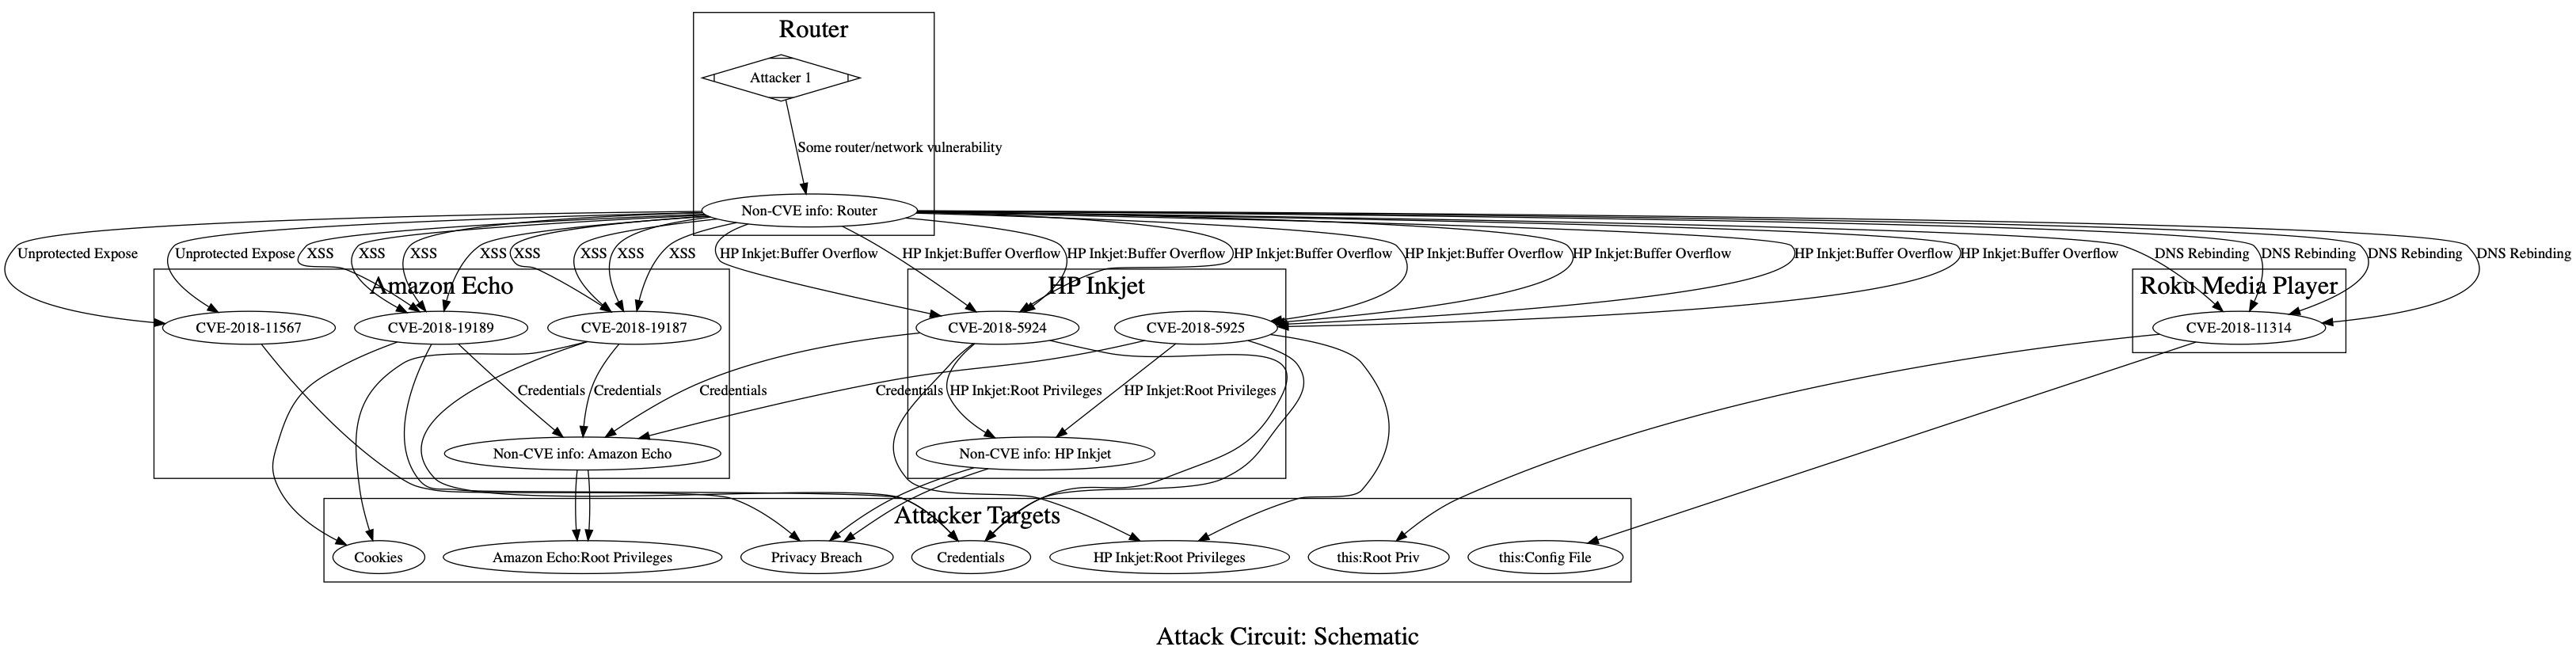 Router
Attacker 1
Some router/network vulnerability
Non-CVE info: Router
Unprotected Expose
Unprotected Expose
XSS
XSS
XSS
XSS
XSS
XSS
XSS
XSS
HP Inkjet:Buffer Overflow
HP Inkjet:Buffer Overflow
HP Inkjet:Buffer Overflow
HP Inkjet:Buffer Overflow
HP Inkjet:Buffer Overflow
HP Inkjet:Buffer Overflow
HP Inkjet:Buffer Overflow
HP Inkjet:Buffer Overflow
DNS Rebinding
DNS Rebinding
DNS Rebinding
DNS Rebinding
Amazon Echo
HP Inkjet
Roku Media Player
CVE-2018-11567
CVE-2018-19189
CVE-2018-19187
CVE-2018-5924
CVE-2018-5925
CVE-2018-11314
Credentials
Credentials
Credentials
Credentials
HP Inkjet:Root Privileges
HP Inkjet:Root Privileges
Non-CVE info: Amazon Echo
Non-CVE info: HP Inkjet
Attacker Targets
Cookies
Amazon Echo:Root Privileges
Privacy Breach
Credentials
HP Inkjet:Root Privileges
this:Root Priv
this:Config File
Attack Circuit: Schematic